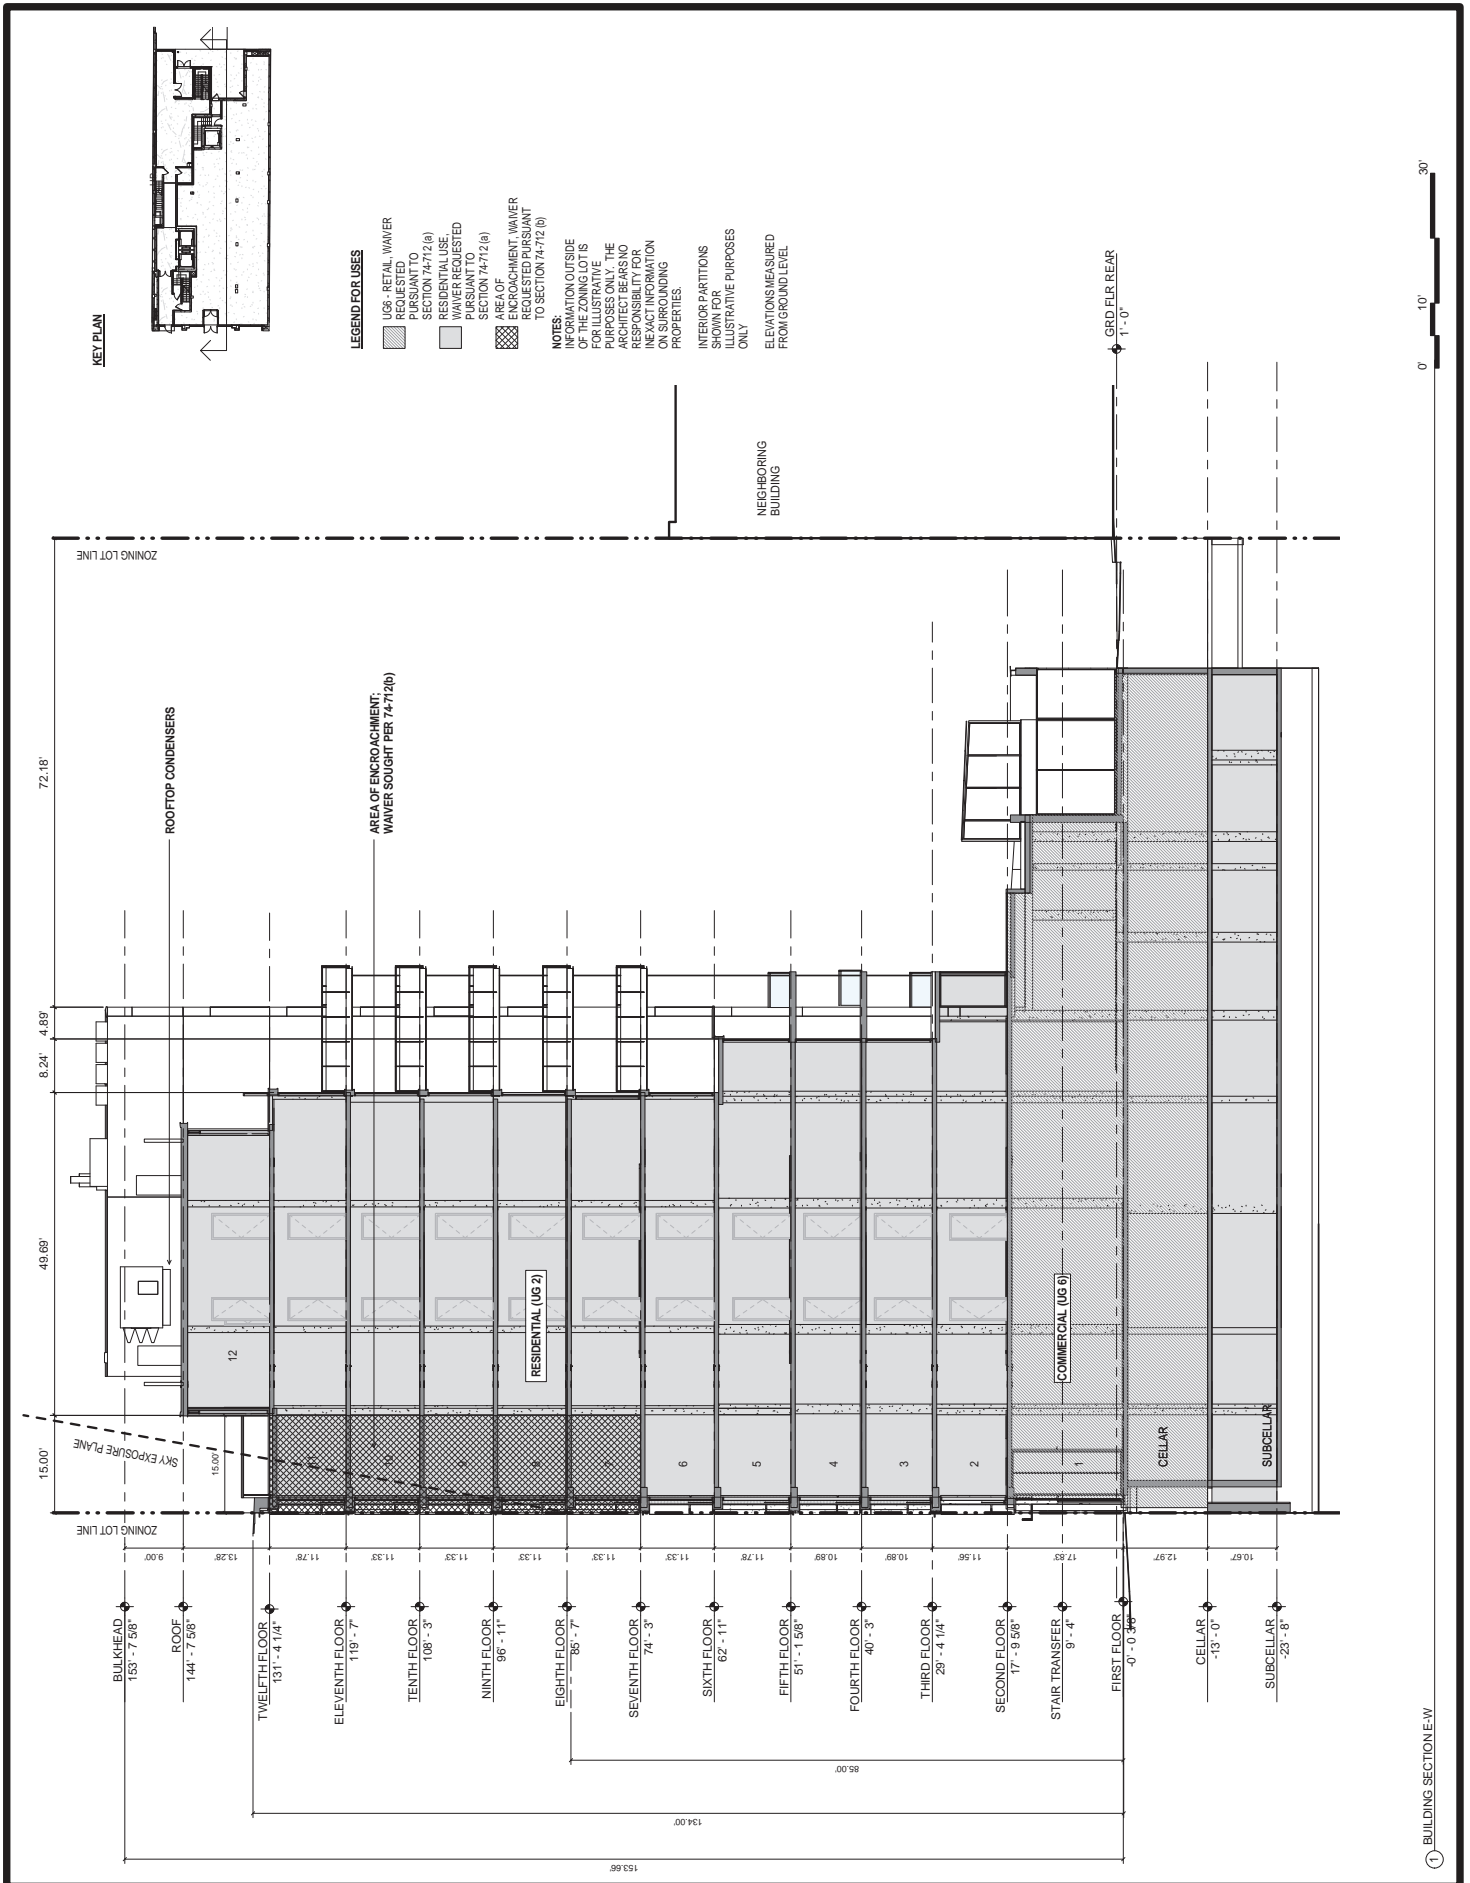 KEY PLAN
UP
LEGEND FOR USES
UG6 - RETAIL, WAIVER
REQUESTED
PURSUANT TO
SECTION 74-712 (a)
RESIDENTIAL USE,
WAIVER REQUESTED
PURSUANT TO
SECTION 74-712 (a)
AREA OF
ENCROACHMENT, WAIVER
REQUESTED PURSUANT
TO SECTION 74-712 (b)
NOTES:
INFORMATION OUTSIDE
OF THE ZONING LOT IS
FOR ILLUSTRATIVE
PURPOSES ONLY. THE
ARCHITECT BEARS NO
RESPONSIBILITY FOR
INEXACT INFORMATION
ON SURROUNDING
PROPERTIES.
INTERIOR PARTITIONS
SHOWN FOR
ILLUSTRATIVE PURPOSES
ONLY
ELEVATIONS MEASURED
FROM GROUND LEVEL
GRD FLR REAR
1' - 0"
0'
10'
30'
NEIGHBORING
BUILDING
ZONING LOT LINE
ROOFTOP CONDENSERS
AREA OF ENCROACHMENT;
WAIVER SOUGHT PER 74-712(b)
72.18'
4.89'
8.24'
49.69'
15.00'
SKY EXPOSURE PLANE
15.00'
ZONING LOT LINE
RESIDENTIAL (UG 2)
COMMERCIAL (UG 6)
12
11
10
8
7
6
5
4
3
2
1
CELLAR
SUBCELLAR
9.00'
13.28'
11.78'
11.33'
11.33'
11.33'
11.33'
11.33'
11.78'
10.89'
10.89'
11.56'
17.83'
12.97'
10.67'
BULKHEAD
153' - 7 5/8"
ROOF
144' - 7 5/8"
TWELFTH FLOOR
131' - 4 1/4"
ELEVENTH FLOOR
119' - 7"
TENTH FLOOR
108' - 3"
NINTH FLOOR
96' - 11"
EIGHTH FLOOR
85' - 7"
SEVENTH FLOOR
74' - 3"
SIXTH FLOOR
62' - 11"
FIFTH FLOOR
51' - 1 5/8"
FOURTH FLOOR
40' - 3"
THIRD FLOOR
29' - 4 1/4"
SECOND FLOOR
17' - 9 5/8"
STAIR TRANSFER
9' - 4"
FIRST FLOOR
-0' - 0 3/8"
CELLAR
-13' - 0"
SUBCELLAR
-23' - 8"
85.00'
134.00'
153.66'
1
BUILDING SECTION E-W